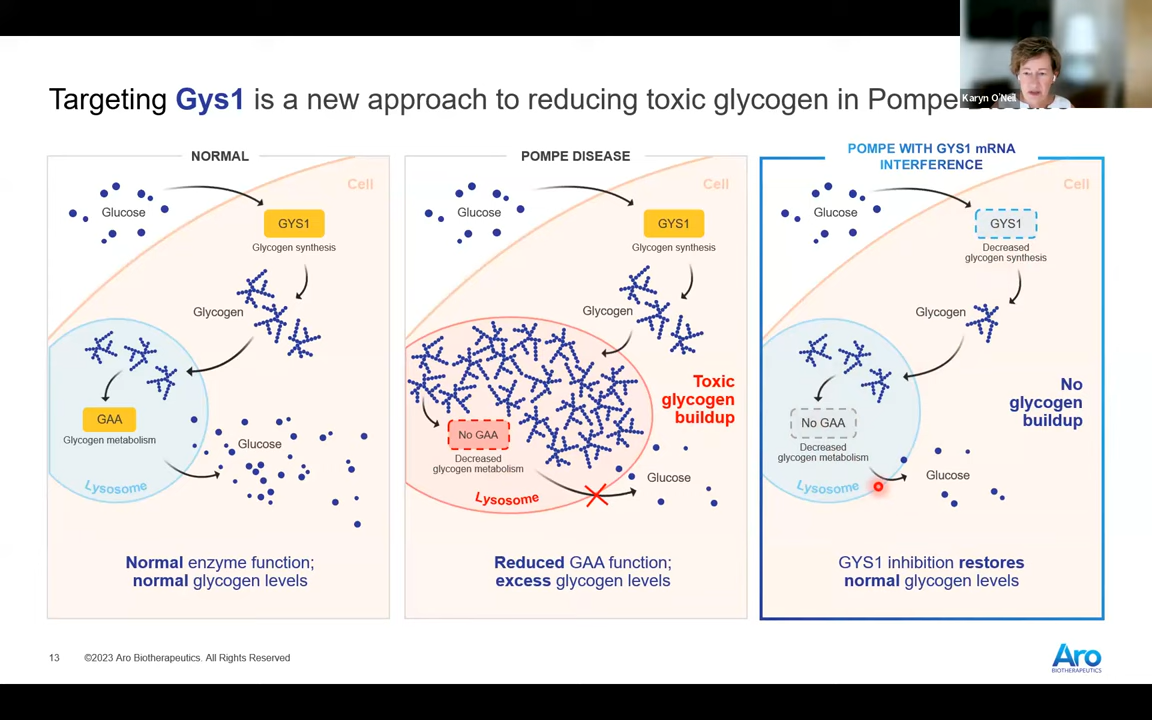 Karyn O'Neil
Targeting Gys1 is a new approach to reducing toxic glycogen in Pompe
NORMAL
Cell
Glucose
GYS1
Glycogen synthesis
Glycogen
GAA
Glycogen metabolism
Glucose
Lysosome
Normal enzyme function;
normal glycogen levels
POMPE DISEASE
Cell
Glucose
GYS1
Glycogen synthesis
Glycogen
Toxic
glycogen
buildup
No GAA
Decreased
glycogen metabolism
Glucose
Lysosome
Reduced GAA function;
excess glycogen levels
POMPE WITH GYS1 mRNA
INTERFERENCE
Cell
Glucose
GYS1
Decreased
glycogen synthesis
Glycogen
No
glycogen
buildup
No GAA
Decreased
glycogen metabolism
Glucose
Lysosome
GYS1 inhibition restores
normal glycogen levels
13 ©2023 Aro Biotherapeutics. All Rights Reserved
Aro
BIOTHERAPEUTICS